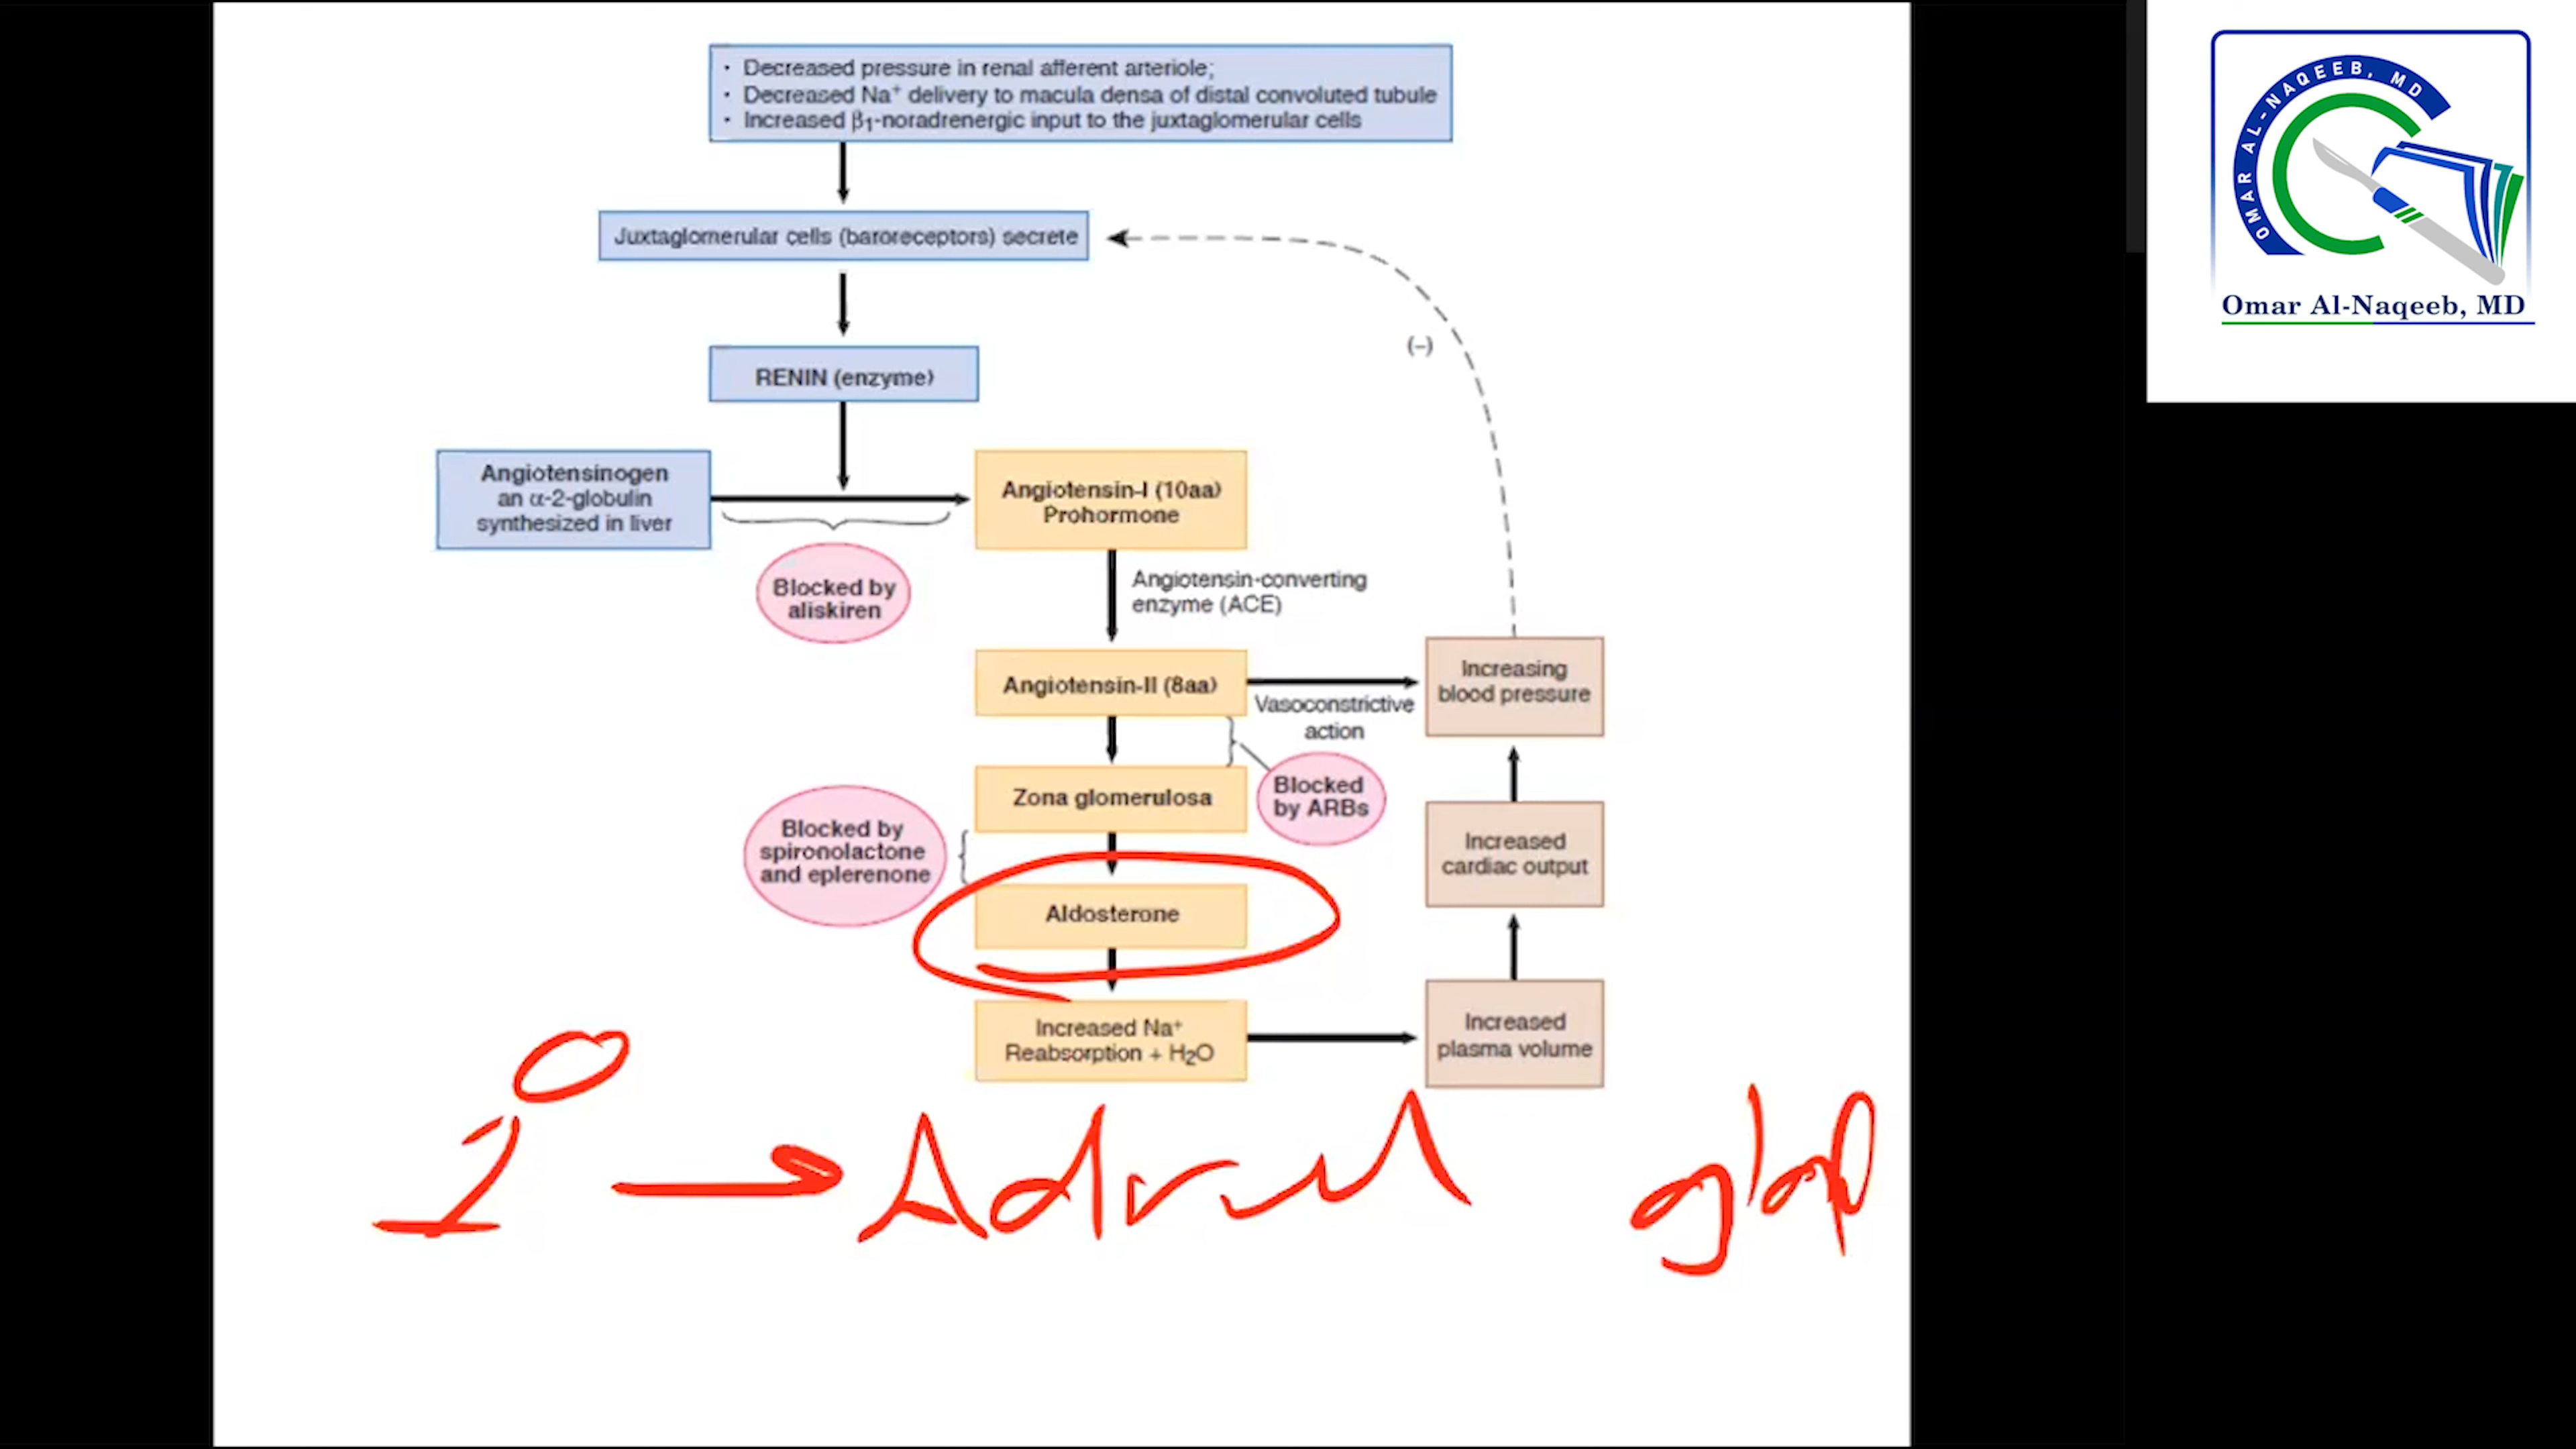 • Decreased pressure in renal afferent arteriole;
• Decreased Na⁺ delivery to macula densa of distal convoluted tubule
• Increased β₁-noradrenergic input to the juxtaglomerular cells
Juxtaglomerular cells (baroreceptors) secrete
(–)
RENIN (enzyme)
Angiotensinogen
an α-2-globulin
synthesized in liver
Angiotensin-I (10aa)
Prohormone
Blocked by
aliskiren
Angiotensin-converting
enzyme (ACE)
Angiotensin-II (8aa)
Vasoconstrictive
action
Increasing
blood pressure
Zona glomerulosa
Blocked
by ARBs
Blocked by
spironolactone
and eplerenone
Increased
cardiac output
Aldosterone
Increased Na⁺
Reabsorption + H₂O
Increased
plasma volume
1° → Adrenal
OMAR AL-NAQEEB, MD
Omar Al-Naqeeb, MD